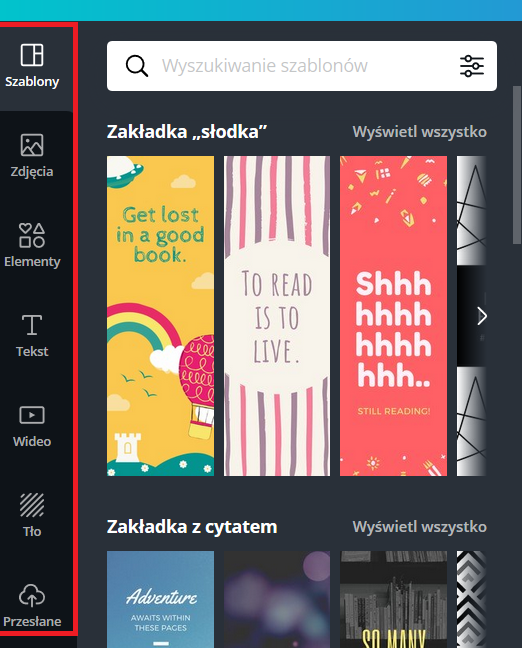 Szablony
Zdjęcia
Elementy
Tekst
Wideo
Tło
Przesłane
Wyszukiwanie szablonów
Zakładka „słodka”
Wyświetl wszystko
Get lost
in a good
book.
TO READ
IS TO
LIVE.
Shhh
hhhh
hhhh
hhh..
STILL READING!
Zakładka z cytatem
Wyświetl wszystko
Adventure
AWAITS WITHIN
THESE PAGES
SO MANY